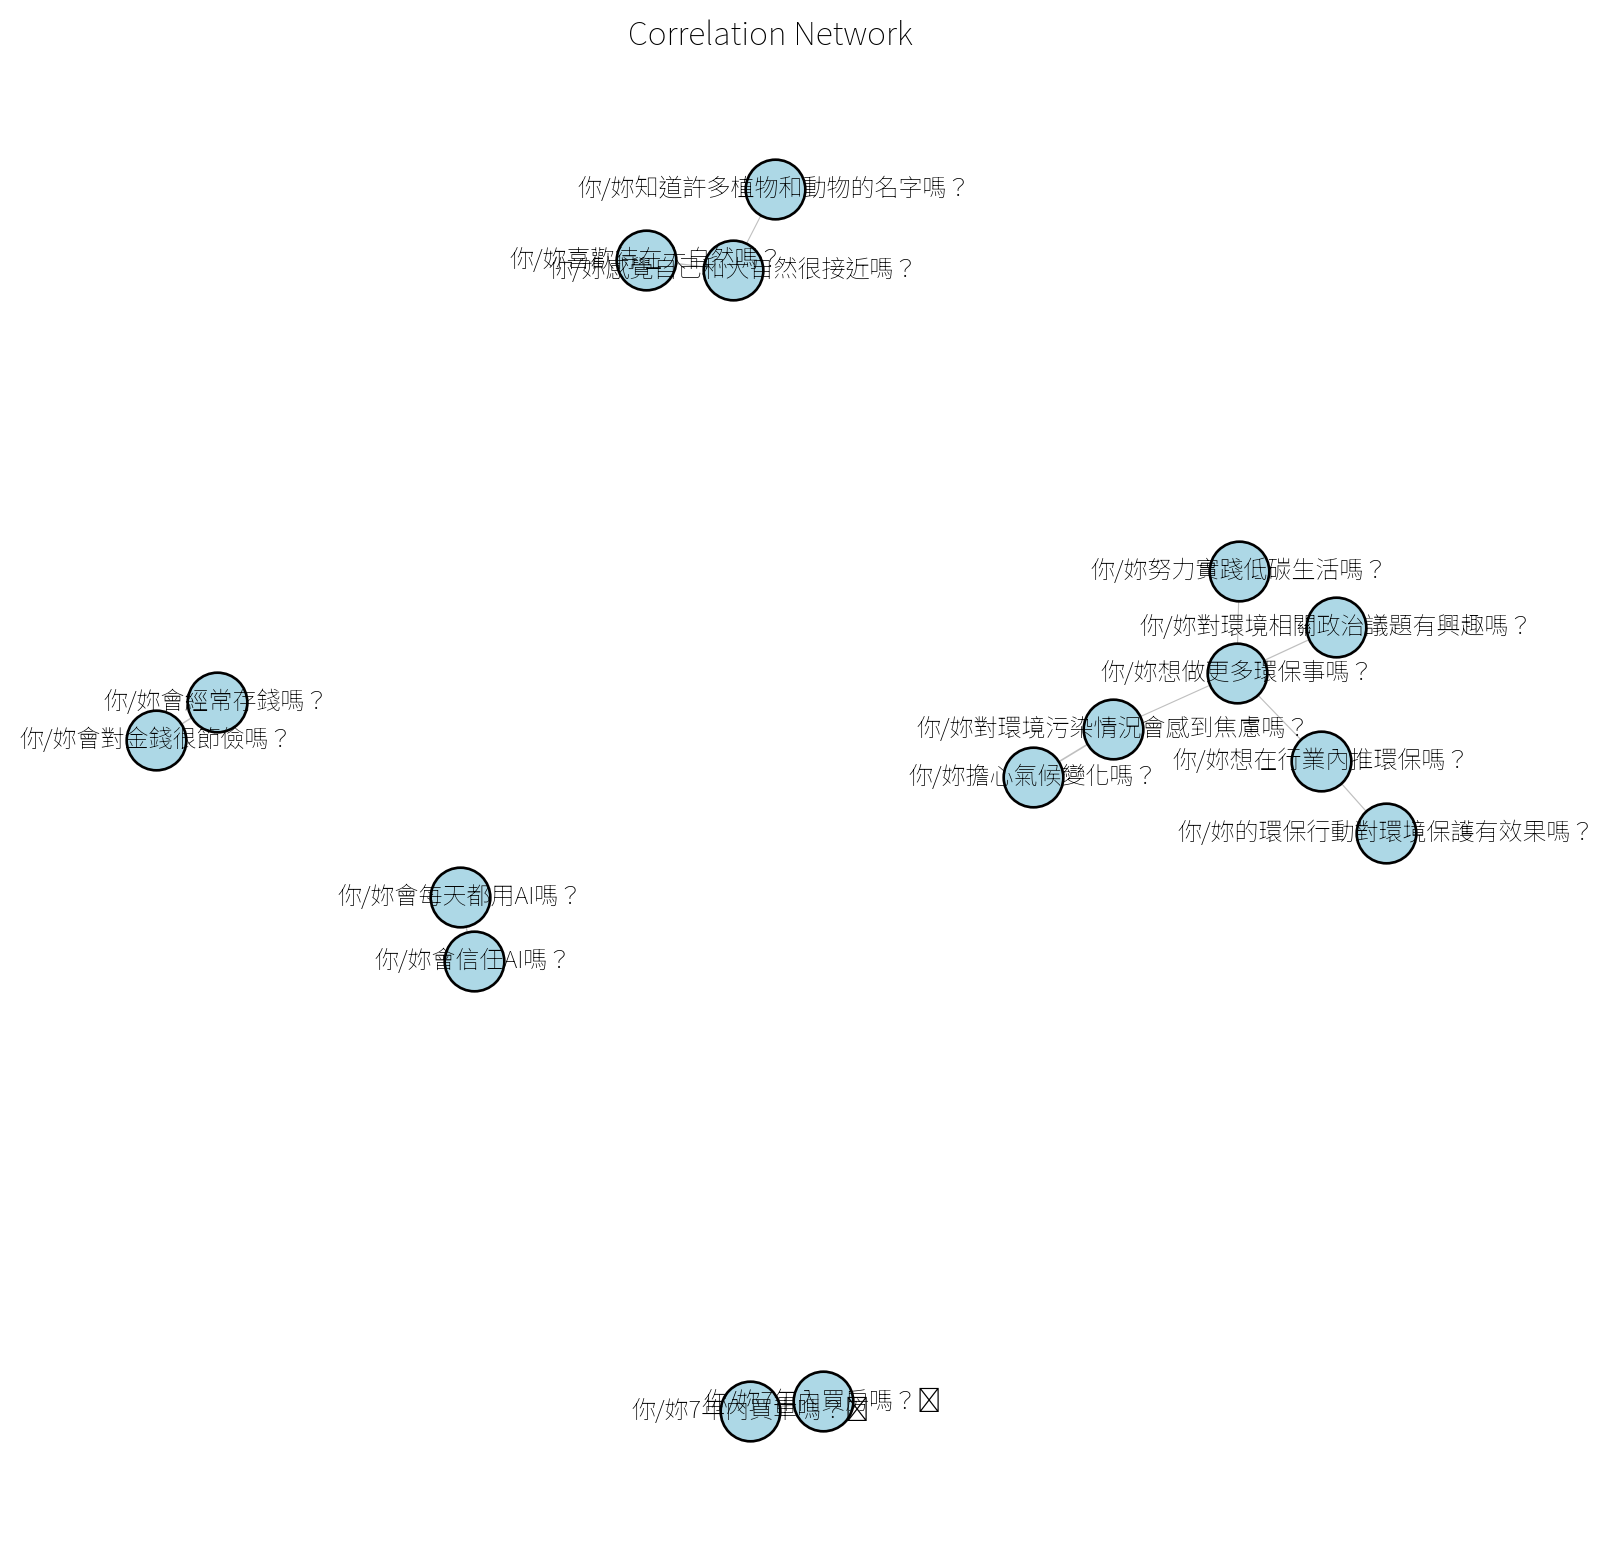 Correlation Network
你/妳知道許多植物和動物的名字嗎？
你/妳喜歡待在大自然嗎？
你/妳感覺自己和大自然很接近嗎？
你/妳努力實踐低碳生活嗎？
你/妳對環境相關政治議題有興趣嗎？
你/妳想做更多環保事嗎？
你/妳會經常存錢嗎？
你/妳對環境污染情況會感到焦慮嗎？
你/妳會對金錢很節儉嗎？
你/妳想在行業內推環保嗎？
你/妳擔心氣候變化嗎？
你/妳的環保行動對環境保護有效果嗎？
你/妳會每天都用AI嗎？
你/妳會信任AI嗎？
你/妳7年內買房嗎？
你/妳7年內買車嗎？